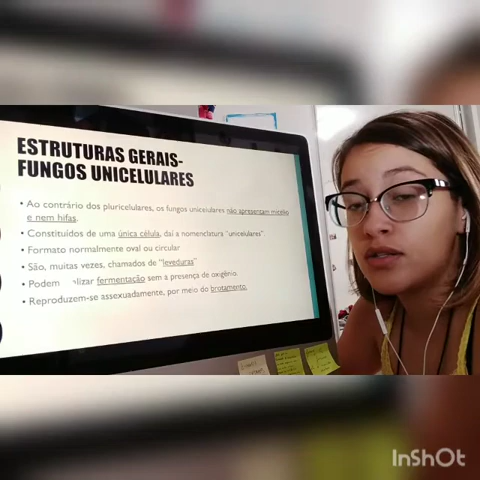 ESTRUTURAS GERAIS-
FUNGOS UNICELULARES
• Ao contrário dos pluricelulares, os fungos unicelulares não apresentam micélio
e nem hifas.
• Constituídos de uma única célula, daí a nomenclatura "unicelulares".
• Formato normalmente oval ou circular
• São, muitas vezes, chamados de "leveduras"
• Podem fermentação sem a presença de oxigênio.
• Reproduzem-se assexuadamente, por meio do brotamento.
InShOt